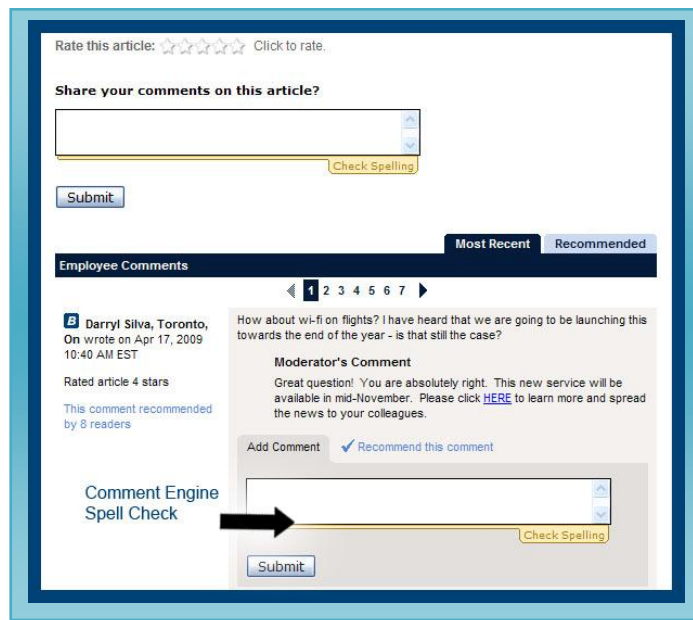 Rate this article: Click to rate.
Share your comments on this article?
Check Spelling
Submit
Most Recent Recommended
Employee Comments
1 2 3 4 5 6 7
B Darryl Silva, Toronto,
On wrote on Apr 17, 2009
10:40 AM EST
Rated article 4 stars
This comment recommended
by 8 readers
How about wi-fi on flights? I have heard that we are going to be launching this
towards the end of the year - is that still the case?
Moderator's Comment
Great question! You are absolutely right. This new service will be
available in mid-November. Please click HERE to learn more and spread
the news to your colleagues.
Add Comment Recommend this comment
Comment Engine
Spell Check
Check Spelling
Submit